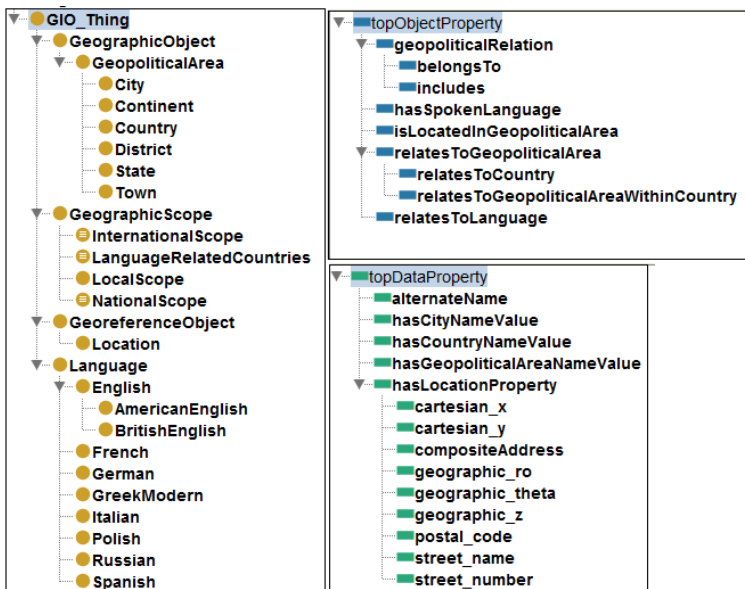 GIO_Thing
GeographicObject
GeopoliticalArea
City
Continent
Country
District
State
Town
GeographicScope
InternationalScope
LanguageRelatedCountries
LocalScope
NationalScope
GeoreferenceObject
Location
Language
English
AmericanEnglish
BritishEnglish
French
German
GreekModern
Italian
Polish
Russian
Spanish
topObjectProperty
geopoliticalRelation
belongsTo
includes
hasSpokenLanguage
isLocatedInGeopoliticalArea
relatesToGeopoliticalArea
relatesToCountry
relatesToGeopoliticalAreaWithinCountry
relatesToLanguage
topDataProperty
alternateName
hasCityNameValue
hasCountryNameValue
hasGeopoliticalAreaNameValue
hasLocationProperty
cartesian_x
cartesian_y
compositeAddress
geographic_ro
geographic_theta
geographic_z
postal_code
street_name
street_number